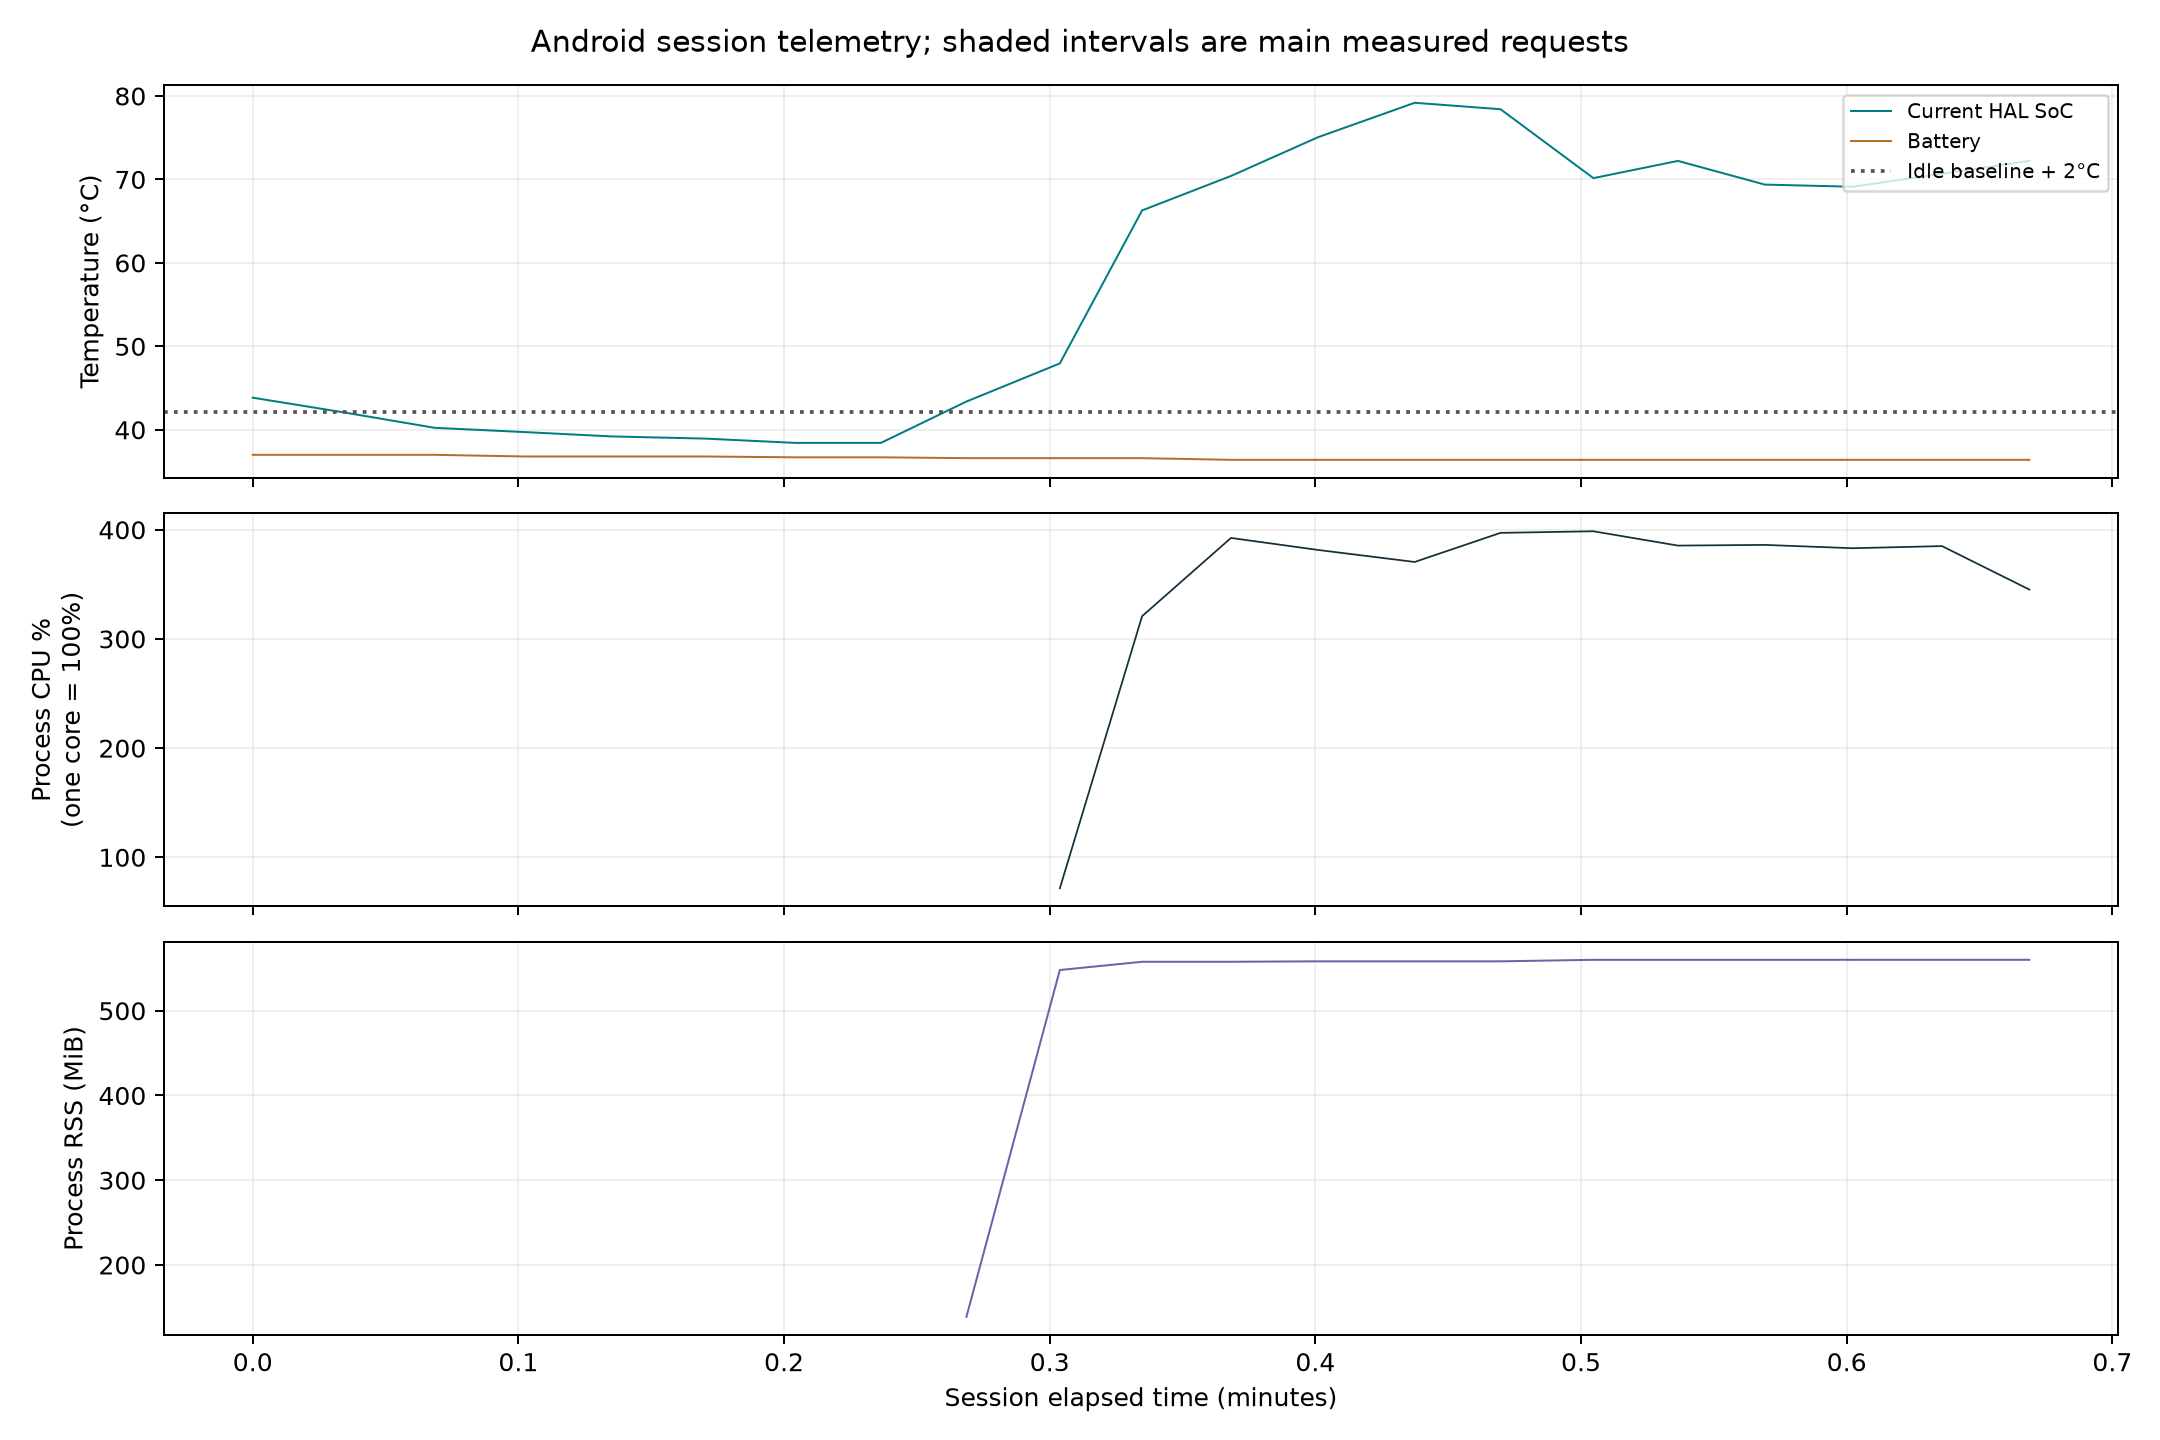 Android session telemetry; shaded intervals are main measured requests
80
70
60
50
40
Temperature (°C)
Current HAL SoC
Battery
Idle baseline + 2°C
400
300
200
100
Process CPU %
(one core = 100%)
500
400
300
200
Process RSS (MiB)
0.0 0.1 0.2 0.3 0.4 0.5 0.6 0.7
Session elapsed time (minutes)